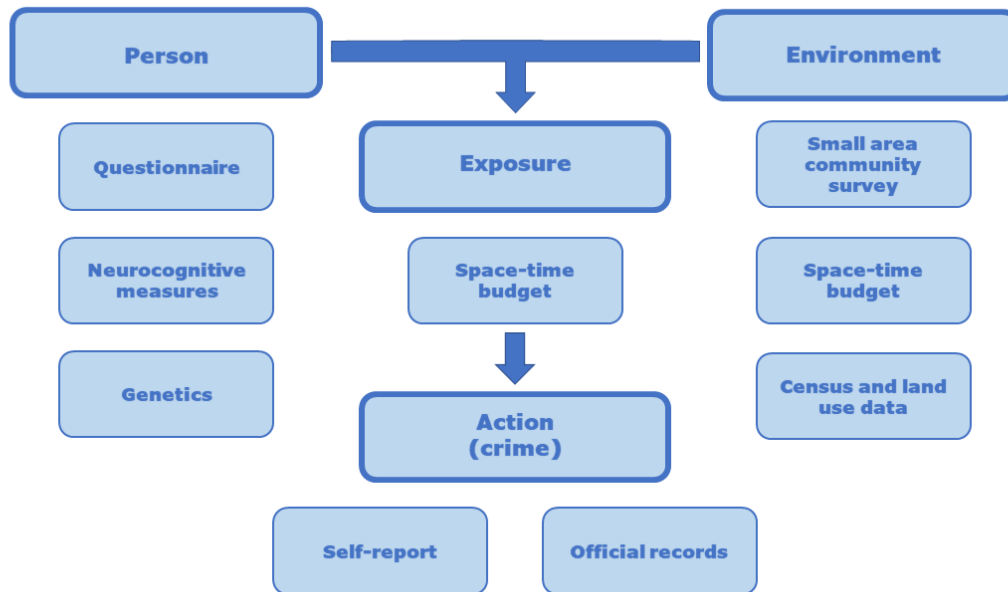 Person
Environment
Exposure
Questionnaire
Small area
community
survey
Neurocognitive
measures
Space-time
budget
Space-time
budget
Genetics
Census and land
use data
Action
(crime)
Self-report
Official records